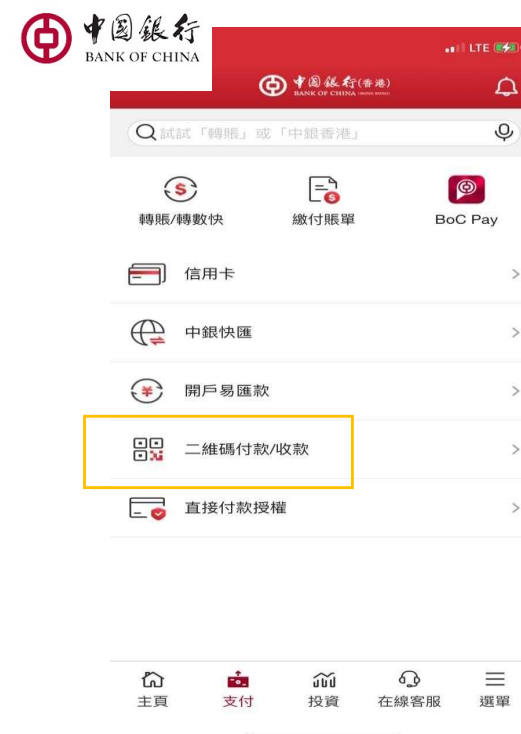 中國銀行
BANK OF CHINA
LTE
中國銀行(香港)
BANK OF CHINA (HONG KONG)
試試「轉賬」或「中銀香港」
轉賬/轉數快
繳付賬單
BoC Pay
信用卡
中銀快匯
開戶易匯款
二維碼付款/收款
直接付款授權
主頁
支付
投資
在線客服
選單